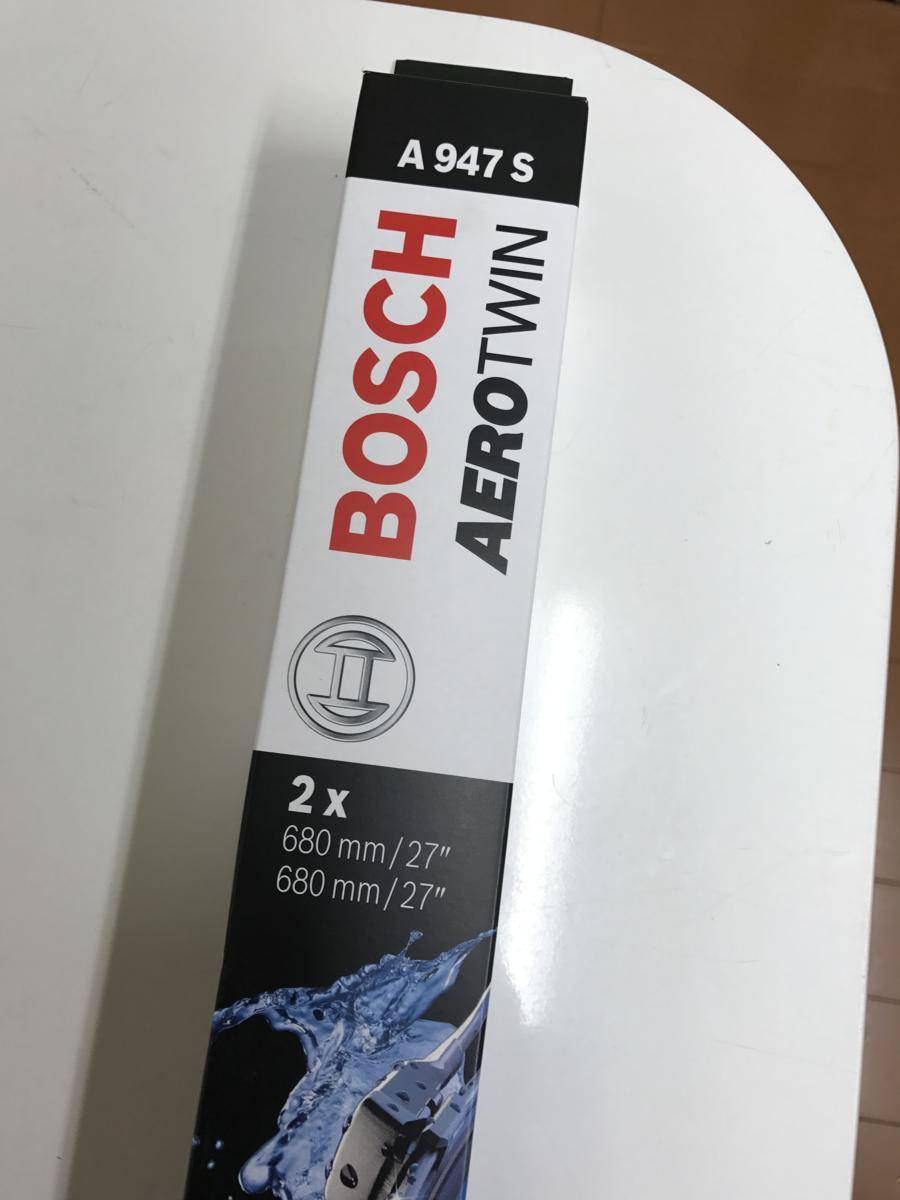 A 947 S
BOSCH
AEROTWIN
2 x
680 mm/27"
680 mm/27"